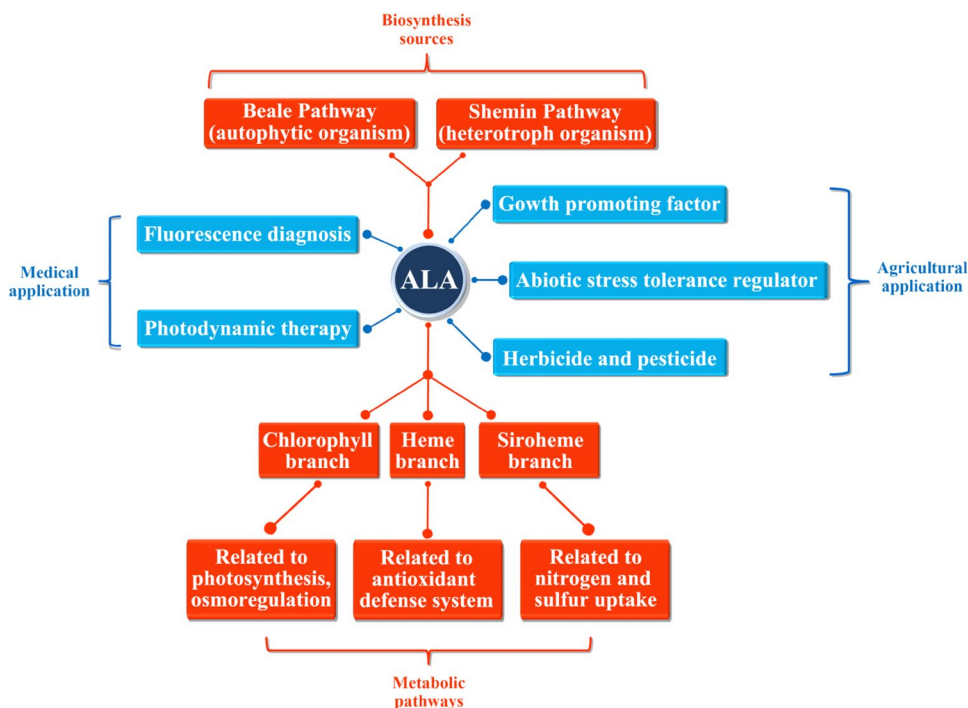 Biosynthesis
sources
Beale Pathway
(autophytic organism)
Shemin Pathway
(heterotroph organism)
Fluorescence diagnosis
Photodynamic therapy
Medical
application
ALA
Gowth promoting factor
Abiotic stress tolerance regulator
Herbicide and pesticide
Agricultural
application
Chlorophyll
branch
Heme
branch
Siroheme
branch
Related to
photosynthesis,
osmoregulation
Related to
antioxidant
defense system
Related to
nitrogen and
sulfur uptake
Metabolic
pathways